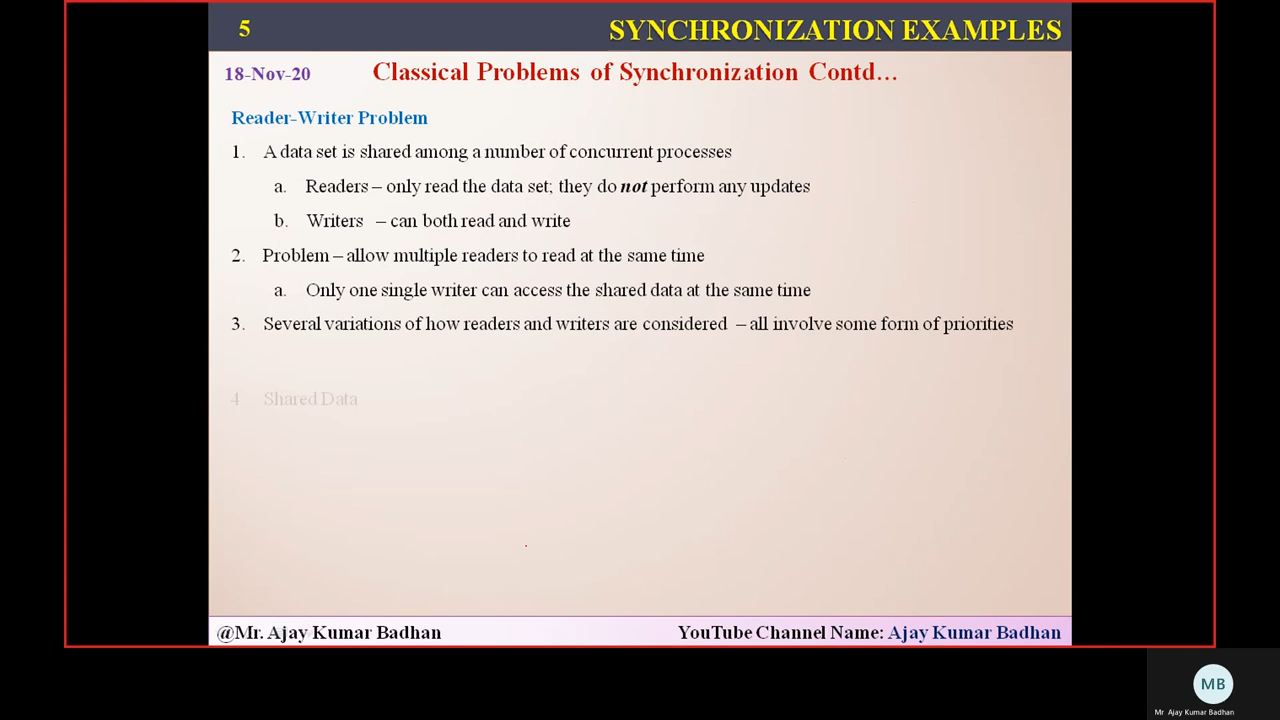 5 SYNCHRONIZATION EXAMPLES
18-Nov-20 Classical Problems of Synchronization Contd...
Reader-Writer Problem
1. A data set is shared among a number of concurrent processes
a. Readers – only read the data set; they do not perform any updates
b. Writers – can both read and write
2. Problem – allow multiple readers to read at the same time
a. Only one single writer can access the shared data at the same time
3. Several variations of how readers and writers are considered – all involve some form of priorities
4 Shared Data
@Mr. Ajay Kumar Badhan YouTube Channel Name: Ajay Kumar Badhan
MB
Mr Ajay Kumar Badhan